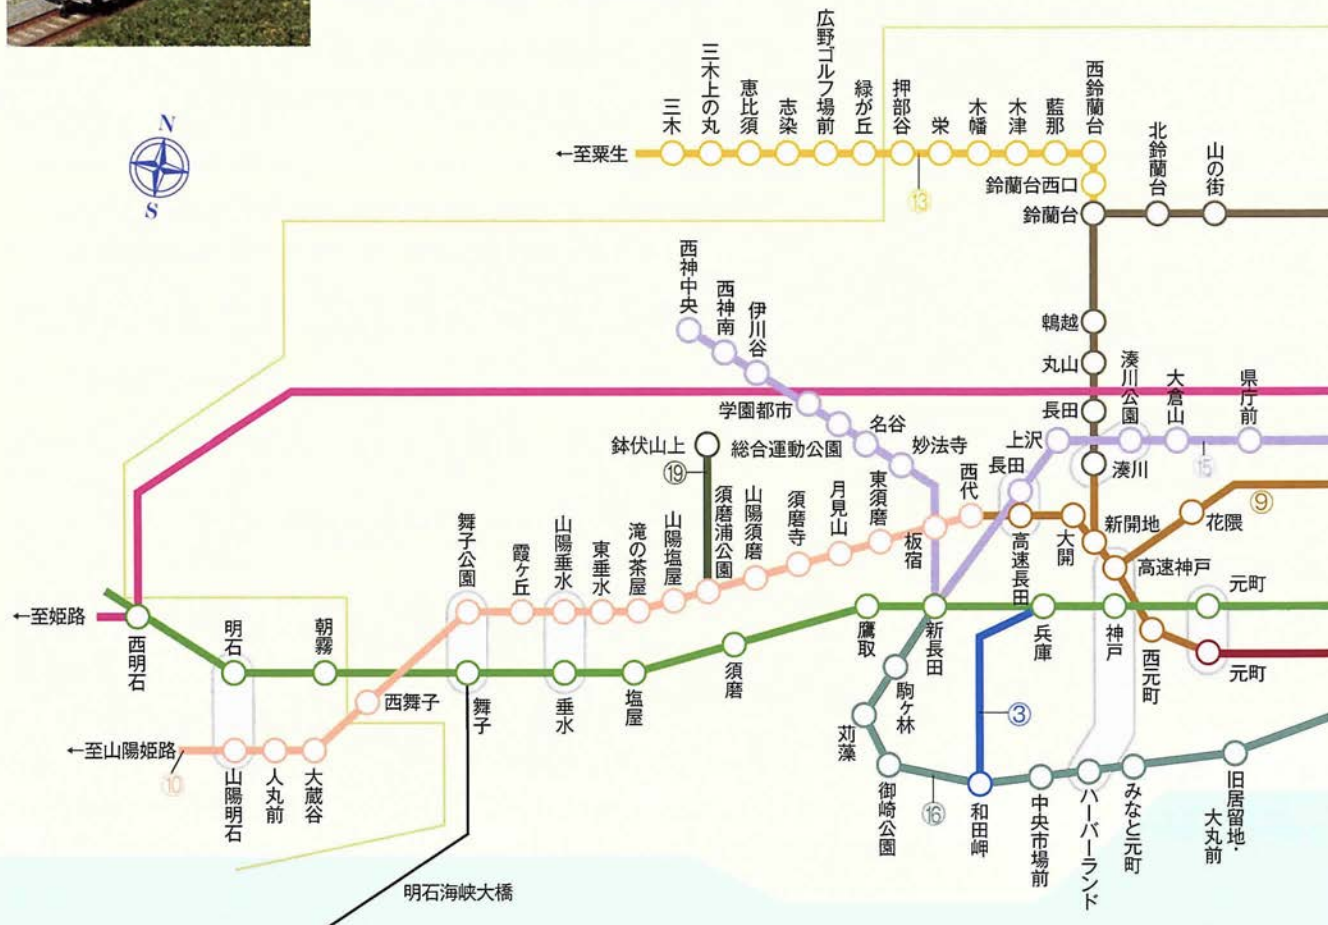 N
S
←至粟生
三木
三木上の丸
恵比須
志染
広野ゴルフ場前
緑が丘
押部谷
栄
木幡
木津
藍那
西鈴蘭台
⑬
鈴蘭台西口
鈴蘭台
北鈴蘭台
山の街
西神中央
西神南
伊川谷
学園都市
総合運動公園
名谷
妙法寺
鵯越
丸山
長田
湊川
湊川公園
大倉山
県庁前
上沢
長田
⑮
鉢伏山上
⑲
西代
東須磨
月見山
須磨寺
山陽須磨
須磨浦公園
山陽塩屋
滝の茶屋
東垂水
山陽垂水
霞ヶ丘
舞子公園
板宿
高速長田
大開
新開地
高速神戸
花隈
⑨
西元町
元町
元町
←至姫路
西明石
明石
朝霧
西舞子
舞子
垂水
塩屋
須磨
鷹取
新長田
兵庫
神戸
駒ヶ林
苅藻
御崎公園
③
⑯
和田岬
中央市場前
ハーバーランド
みなと元町
旧居留地・
大丸前
←至山陽姫路
⑩
山陽明石
人丸前
大蔵谷
明石海峡大橋